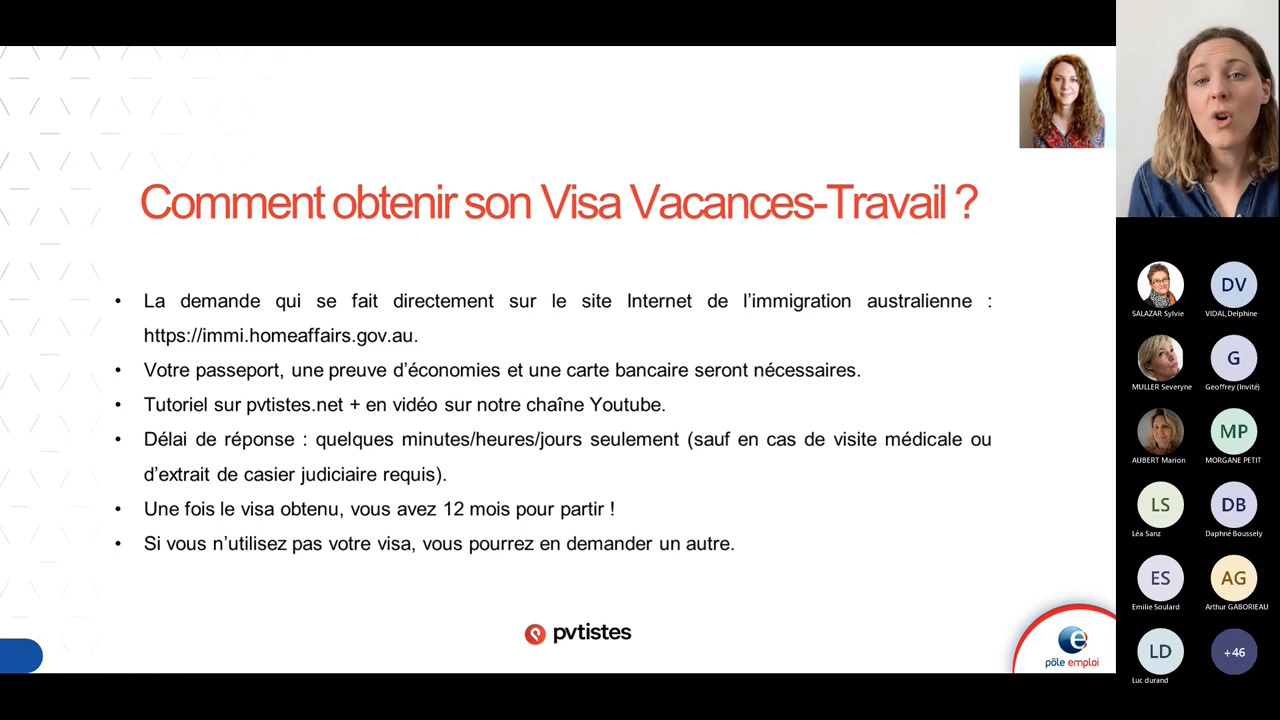 Comment obtenir son Visa Vacances-Travail ?
• La demande qui se fait directement sur le site Internet de l’immigration australienne :
https://immi.homeaffairs.gov.au.
• Votre passeport, une preuve d’économies et une carte bancaire seront nécessaires.
• Tutoriel sur pvtistes.net + en vidéo sur notre chaîne Youtube.
• Délai de réponse : quelques minutes/heures/jours seulement (sauf en cas de visite médicale ou
d’extrait de casier judiciaire requis).
• Une fois le visa obtenu, vous avez 12 mois pour partir !
• Si vous n’utilisez pas votre visa, vous pourrez en demander un autre.
pvtistes
e
pôle emploi
DV
SALAZAR Sylvie
VIDAL,Delphine
G
MULLER Severyne
Geoffrey (Invité)
MP
AUBERT Marion
MORGANE PETIT
LS
DB
Léa Sanz
Daphné Boussely
ES
AG
Emilie Soulard
Arthur GABORIEAU
LD
+46
Luc durand